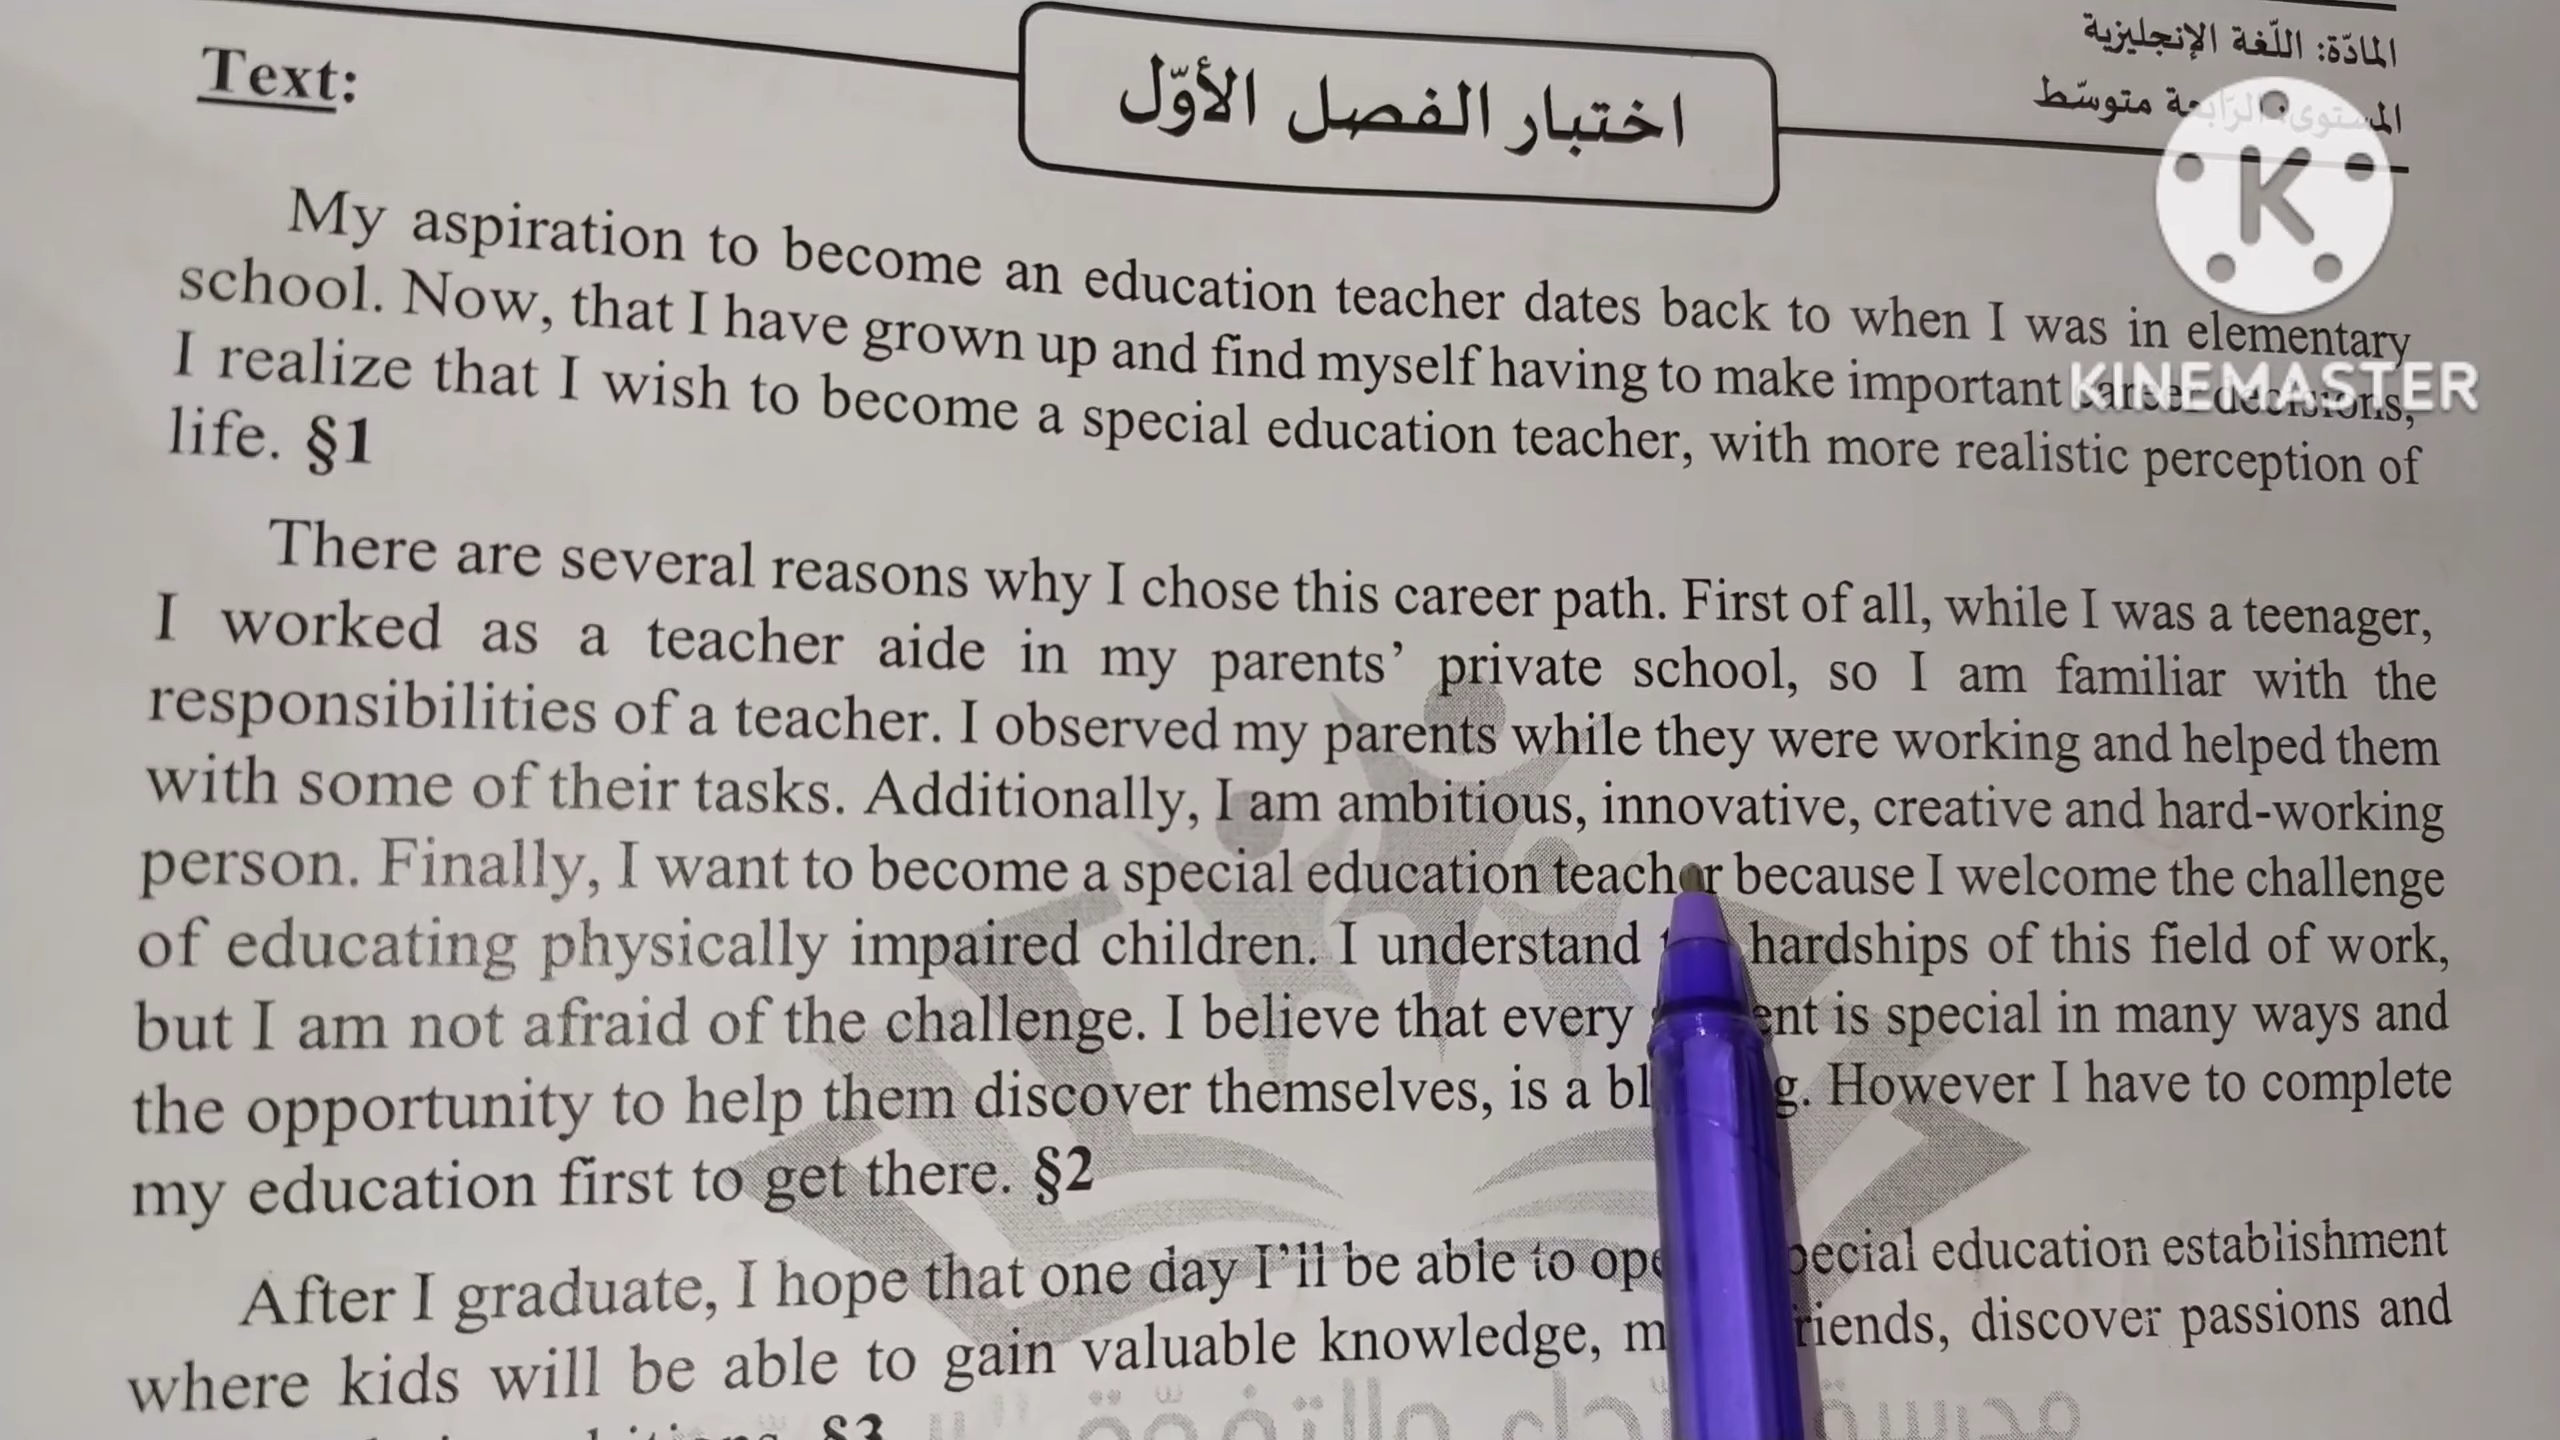 المادّة: اللّغة الإنجليزية
المستوى: الرّابعة متوسّط
اختبار الفصل الأوّل
Text:
My aspiration to become an education teacher dates back to when I was in elementary
school. Now, that I have grown up and find myself having to make important career decisions,
I realize that I wish to become a special education teacher, with more realistic perception of
life. §1
There are several reasons why I chose this career path. First of all, while I was a teenager,
I worked as a teacher aide in my parents’ private school, so I am familiar with the
responsibilities of a teacher. I observed my parents while they were working and helped them
with some of their tasks. Additionally, I am ambitious, innovative, creative and hard-working
person. Finally, I want to become a special education teacher because I welcome the challenge
of educating physically impaired children. I understand hardships of this field of work,
but I am not afraid of the challenge. I believe that every is special in many ways and
the opportunity to help them discover themselves, is a However I have to complete
my education first to get there. §2
After I graduate, I hope that one day I’ll be able to special education establishment
where kids will be able to gain valuable knowledge, friends, discover passions and
§3
K
KINEMASTER